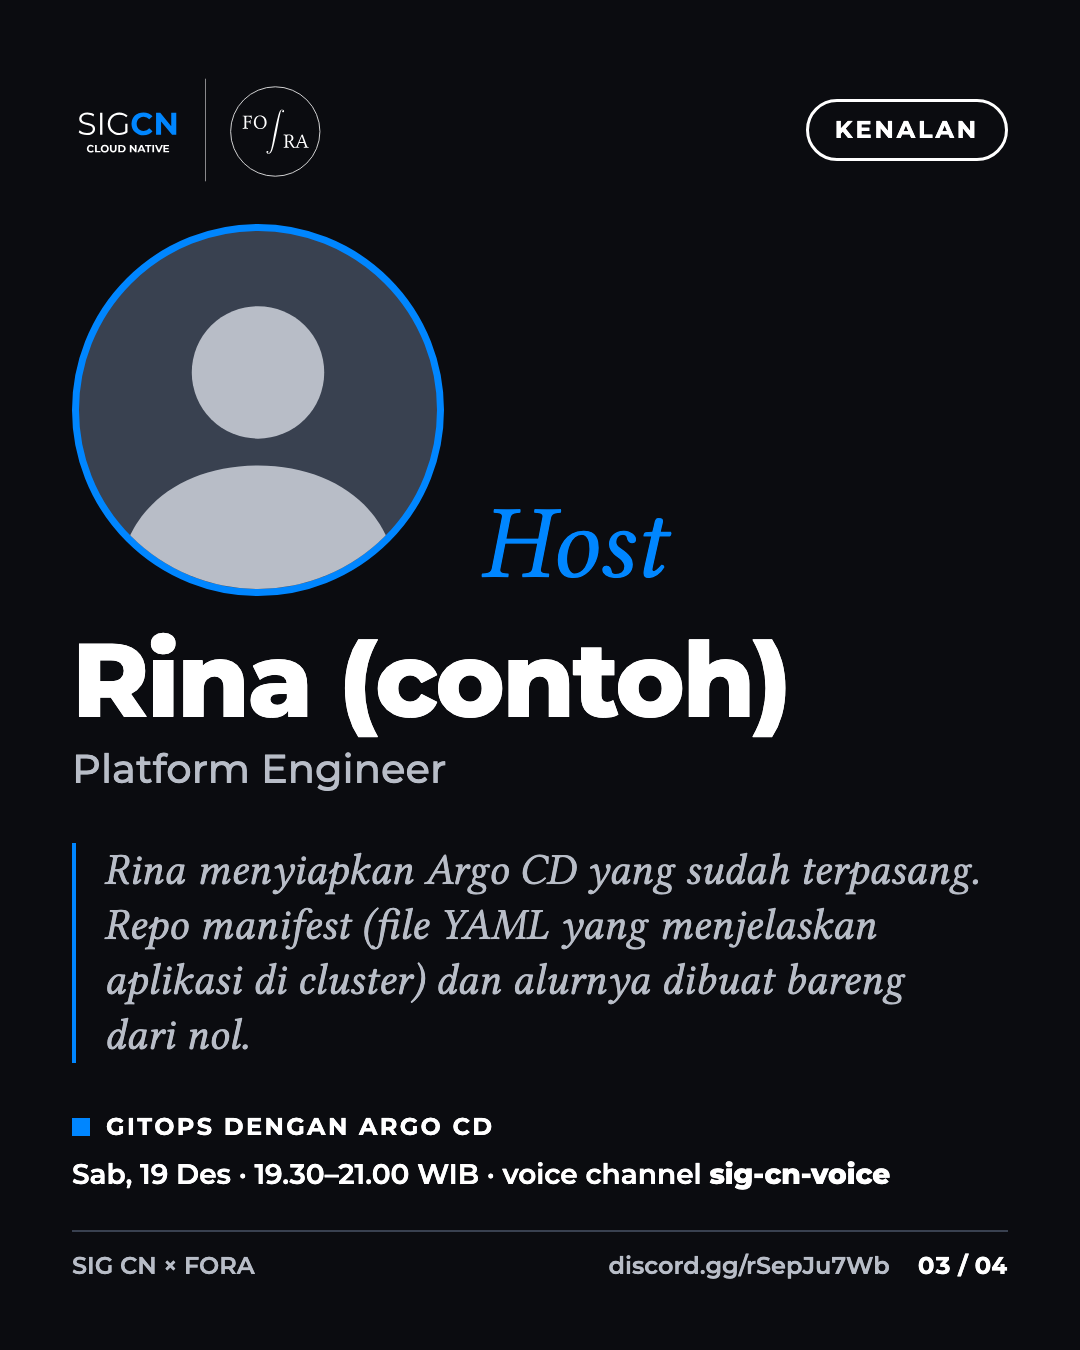 SIGCN
CLOUD NATIVE
FO
RA
KENALAN
Host
Rina (contoh)
Platform Engineer
Rina menyiapkan Argo CD yang sudah terpasang.
Repo manifest (file YAML yang menjelaskan
aplikasi di cluster) dan alurnya dibuat bareng
dari nol.
GITOPS DENGAN ARGO CD
Sab, 19 Des · 19.30–21.00 WIB · voice channel sig-cn-voice
SIG CN × FORA
discord.gg/rSepJu7Wb
03 / 04